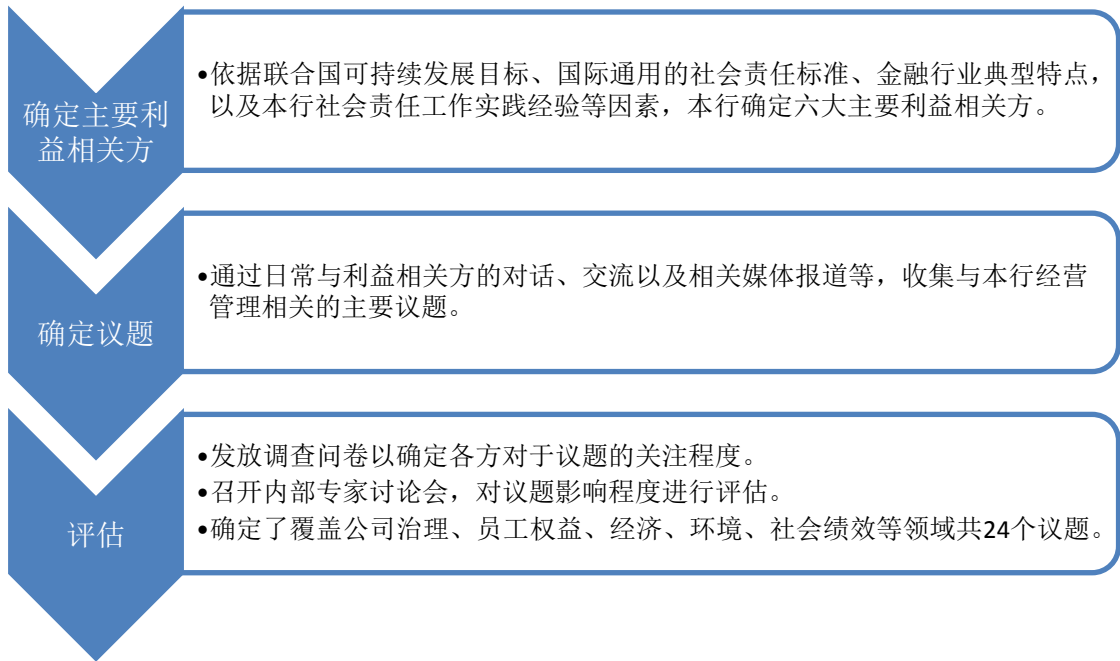 确定主要利
益相关方
•依据联合国可持续发展目标、国际通用的社会责任标准、金融行业典型特点，
以及本行社会责任工作实践经验等因素，本行确定六大主要利益相关方。
确定议题
•通过日常与利益相关方的对话、交流以及相关媒体报道等，收集与本行经营
管理相关的主要议题。
评估
•发放调查问卷以确定各方对于议题的关注程度。
•召开内部专家讨论会，对议题影响程度进行评估。
•确定了覆盖公司治理、员工权益、经济、环境、社会绩效等领域共24个议题。